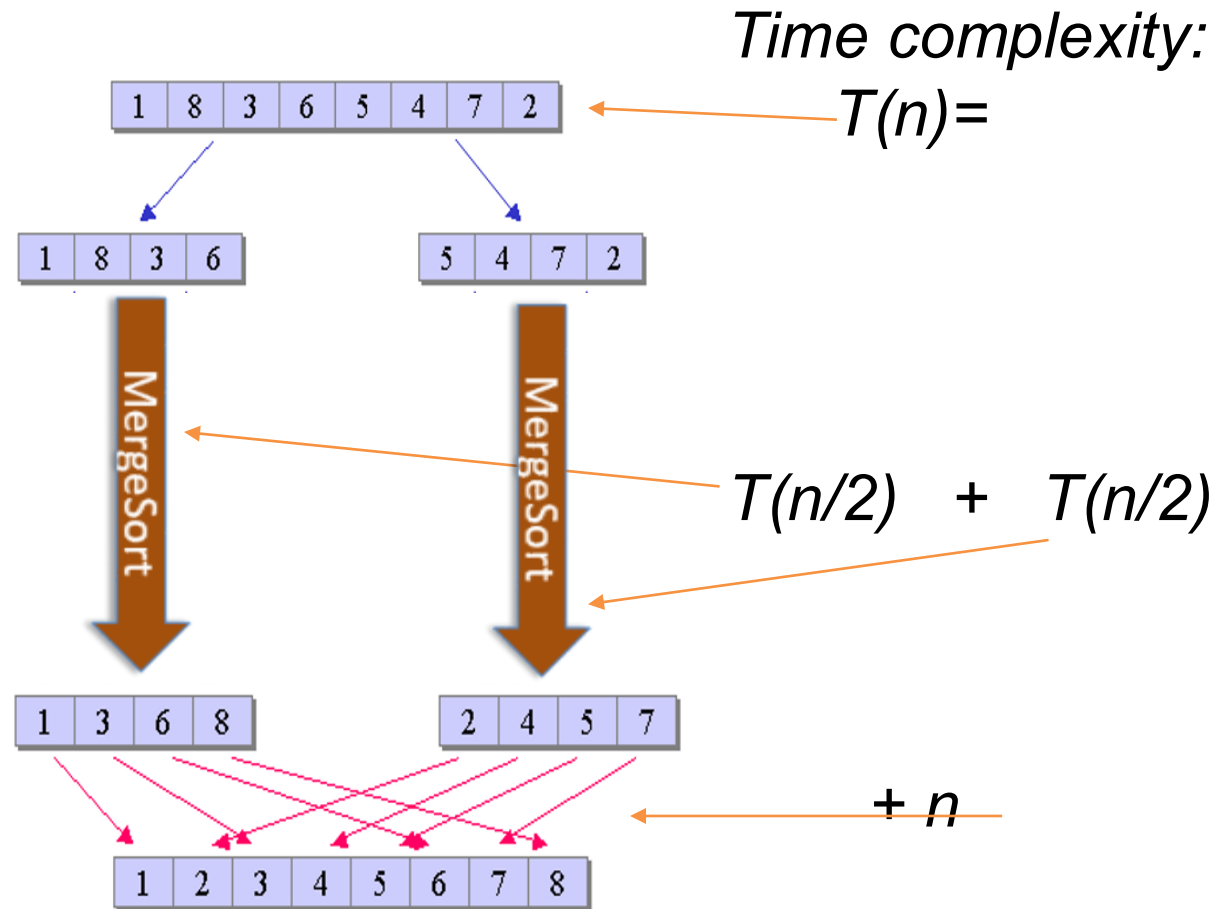 Time complexity:
T(n)=
1 8 3 6 5 4 7 2
1 8 3 6
5 4 7 2
MergeSort
MergeSort
T(n/2) + T(n/2)
1 3 6 8
2 4 5 7
+ n
1 2 3 4 5 6 7 8